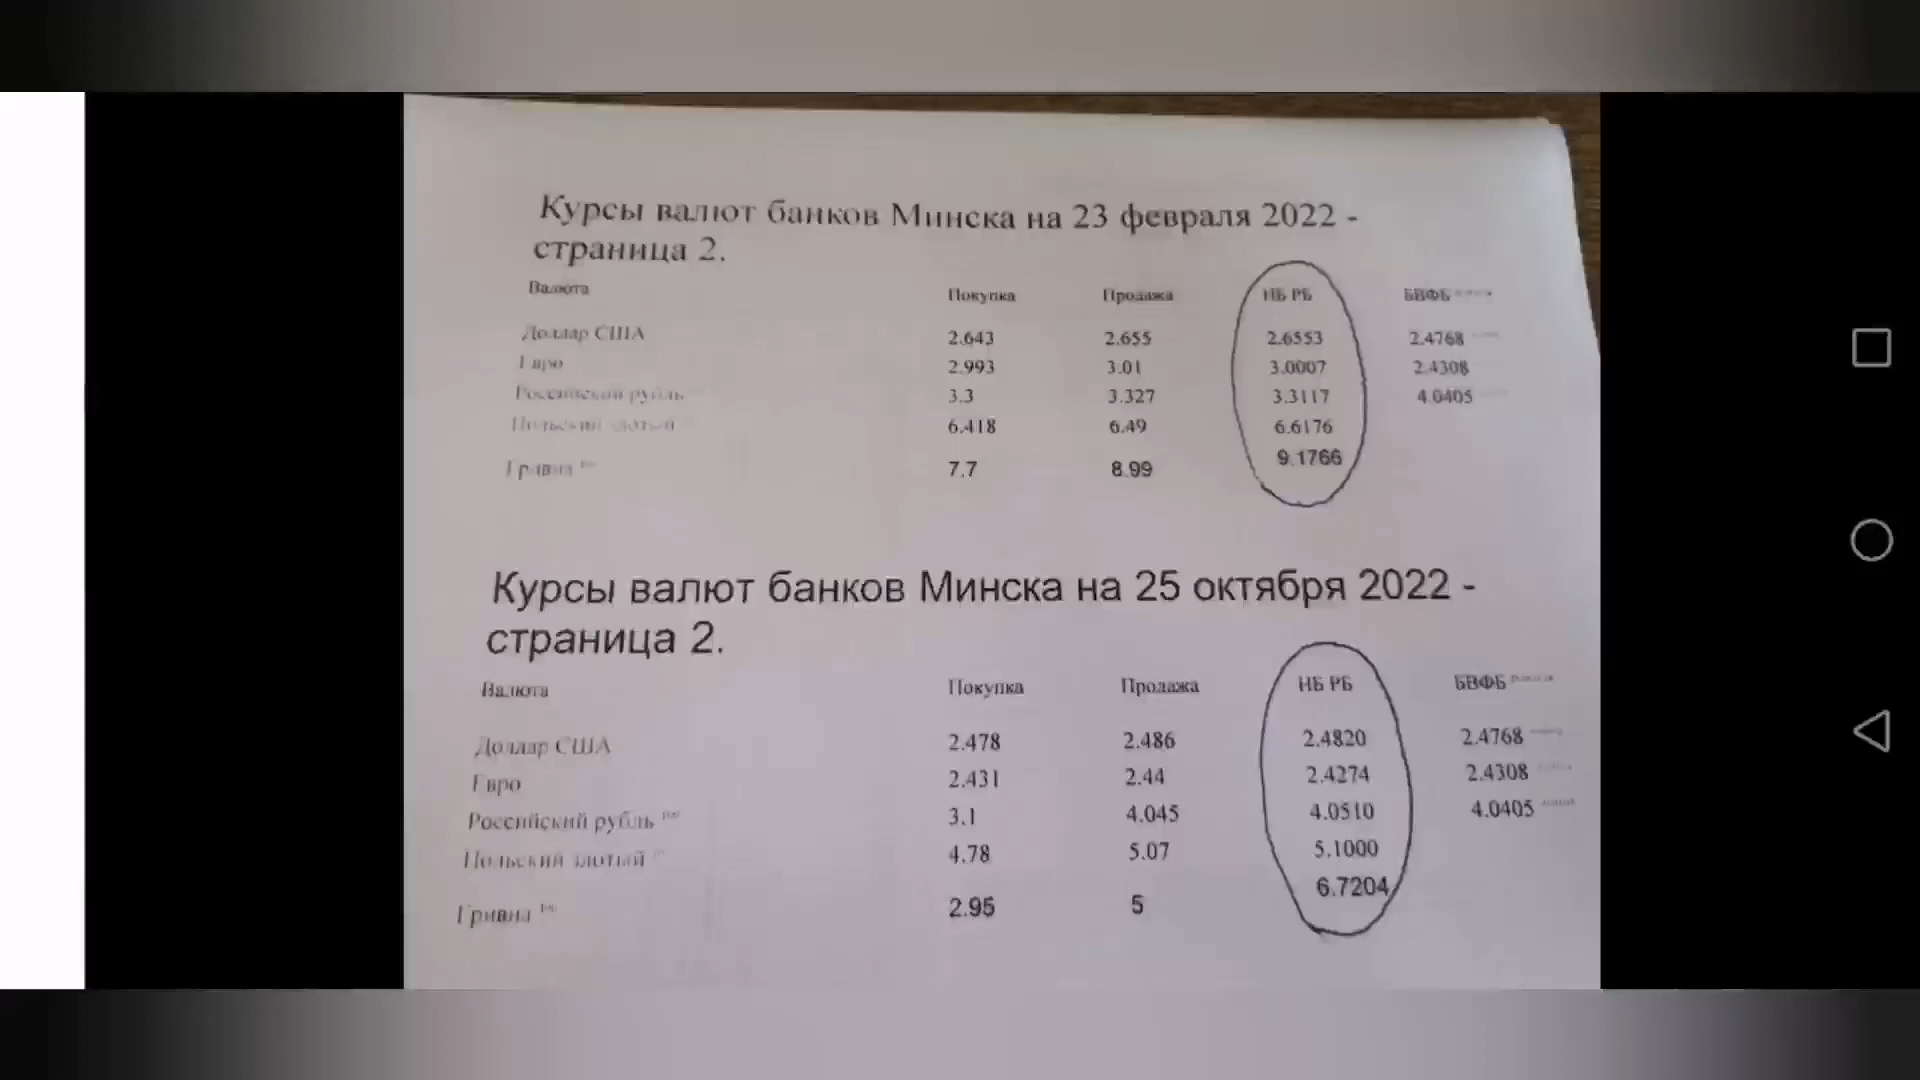 Курсы валют банков Минска на 23 февраля 2022 -
страница 2.
Валюта Покупка Продажа НБ РБ БВФБ
Доллар США 2.643 2.655 2.6553 2.4768
Евро 2.993 3.01 3.0007 2.4308
Российский рубль 3.3 3.327 3.3117 4.0405
Польский злотый 6.418 6.49 6.6176
Гривна 7.7 8.99 9.1766
Курсы валют банков Минска на 25 октября 2022 -
страница 2.
Валюта Покупка Продажа НБ РБ БВФБ
Доллар США 2.478 2.486 2.4820 2.4768
Евро 2.431 2.44 2.4274 2.4308
Российский рубль 3.1 4.045 4.0510 4.0405
Польский злотый 4.78 5.07 5.1000
Гривна 2.95 5 6.7204